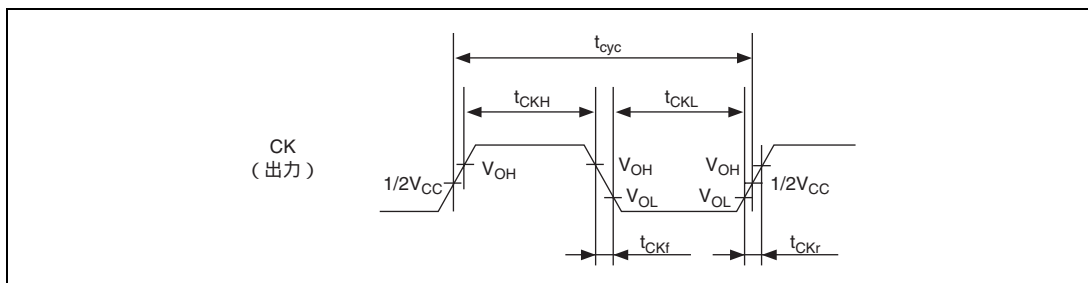 tcyc
tCKH
tCKL
CK
（出力）
1/2VCC
VOH
VOH
VOL
VOH
VOL
1/2VCC
tCKf
tCKr